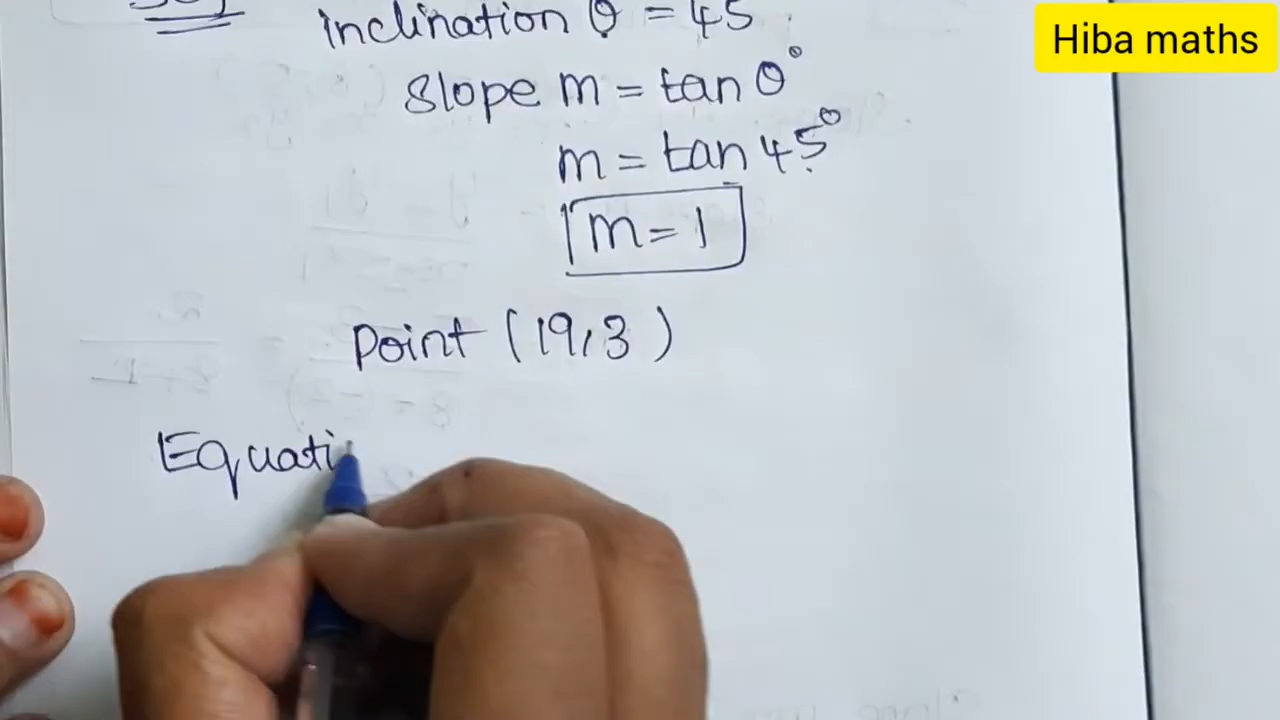 Hiba maths
inclination θ = 45
Slope m = tan θ°
m = tan 45°
m = 1
Point (19,3)
Equati